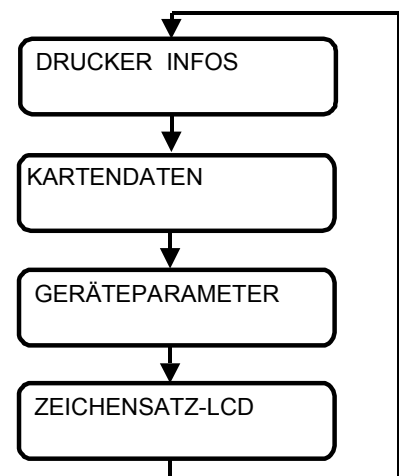 DRUCKER INFOS
KARTENDATEN
GERÄTEPARAMETER
ZEICHENSATZ-LCD